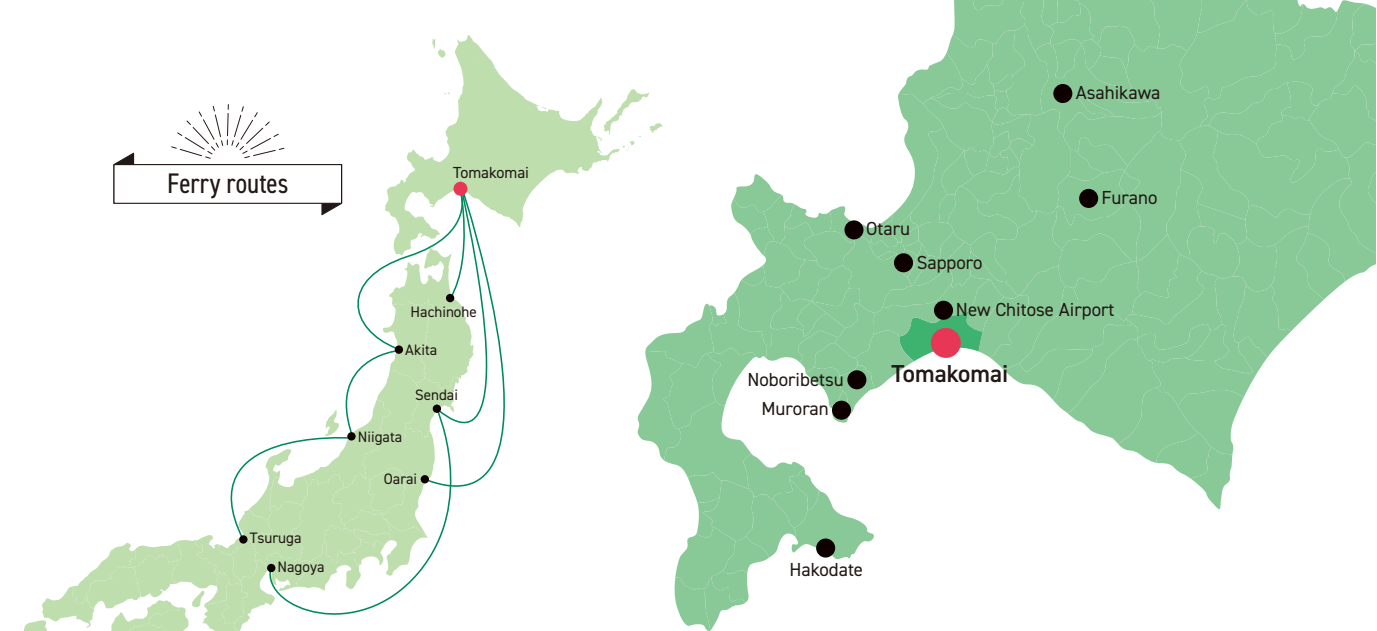 Ferry routes
Tomakomai
Hachinohe
Akita
Sendai
Niigata
Oarai
Tsuruga
Nagoya
Asahikawa
Furano
Otaru
Sapporo
New Chitose Airport
Tomakomai
Noboribetsu
Muroran
Hakodate